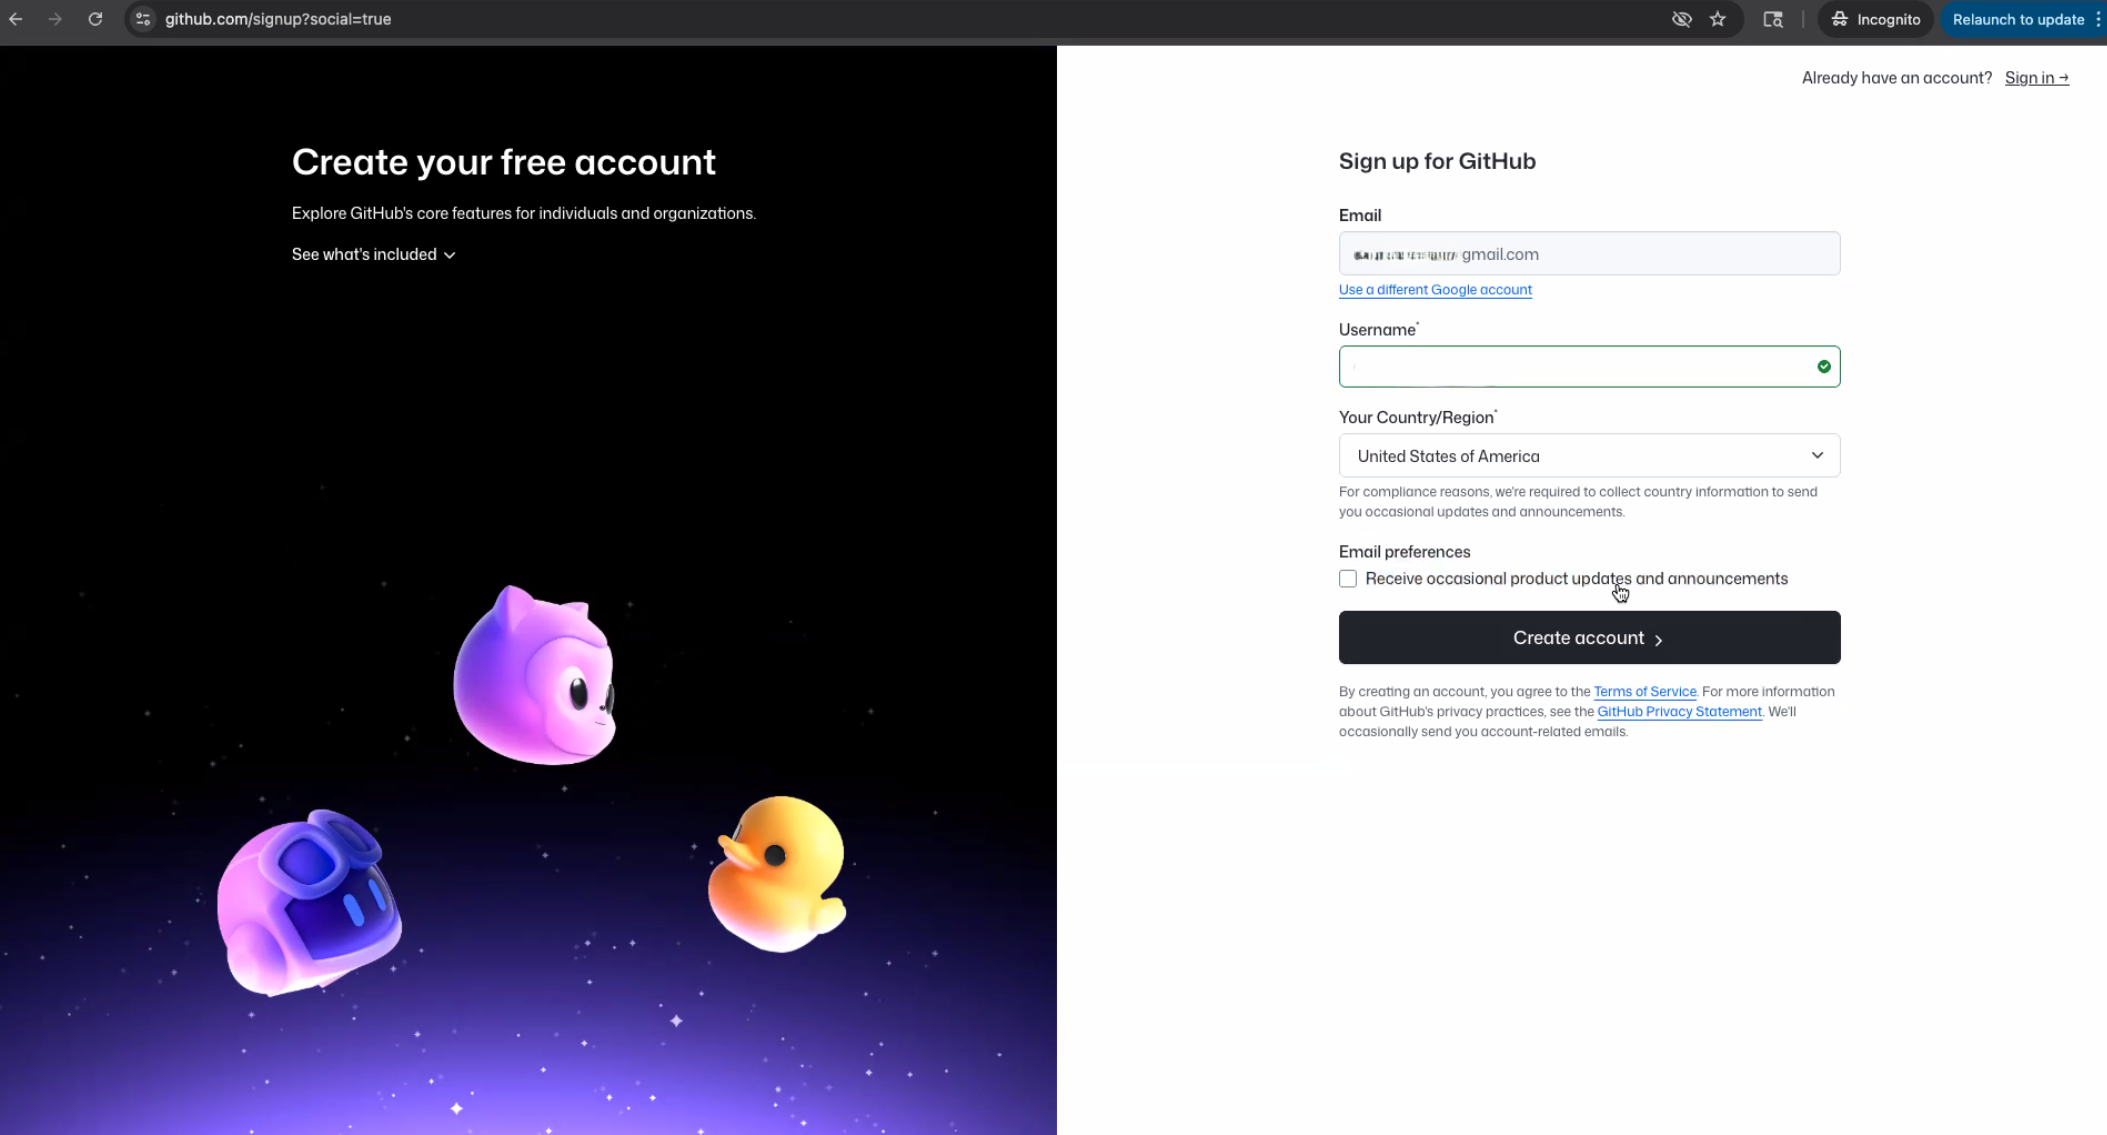 github.com/signup?social=true
Incognito
Relaunch to update
Already have an account? Sign in →
Create your free account
Explore GitHub's core features for individuals and organizations.
See what's included
Sign up for GitHub
Email
gmail.com
Use a different Google account
Username*
Your Country/Region*
United States of America
For compliance reasons, we're required to collect country information to send
you occasional updates and announcements.
Email preferences
Receive occasional product updates and announcements
Create account
By creating an account, you agree to the Terms of Service. For more information
about GitHub's privacy practices, see the GitHub Privacy Statement. We'll
occasionally send you account-related emails.